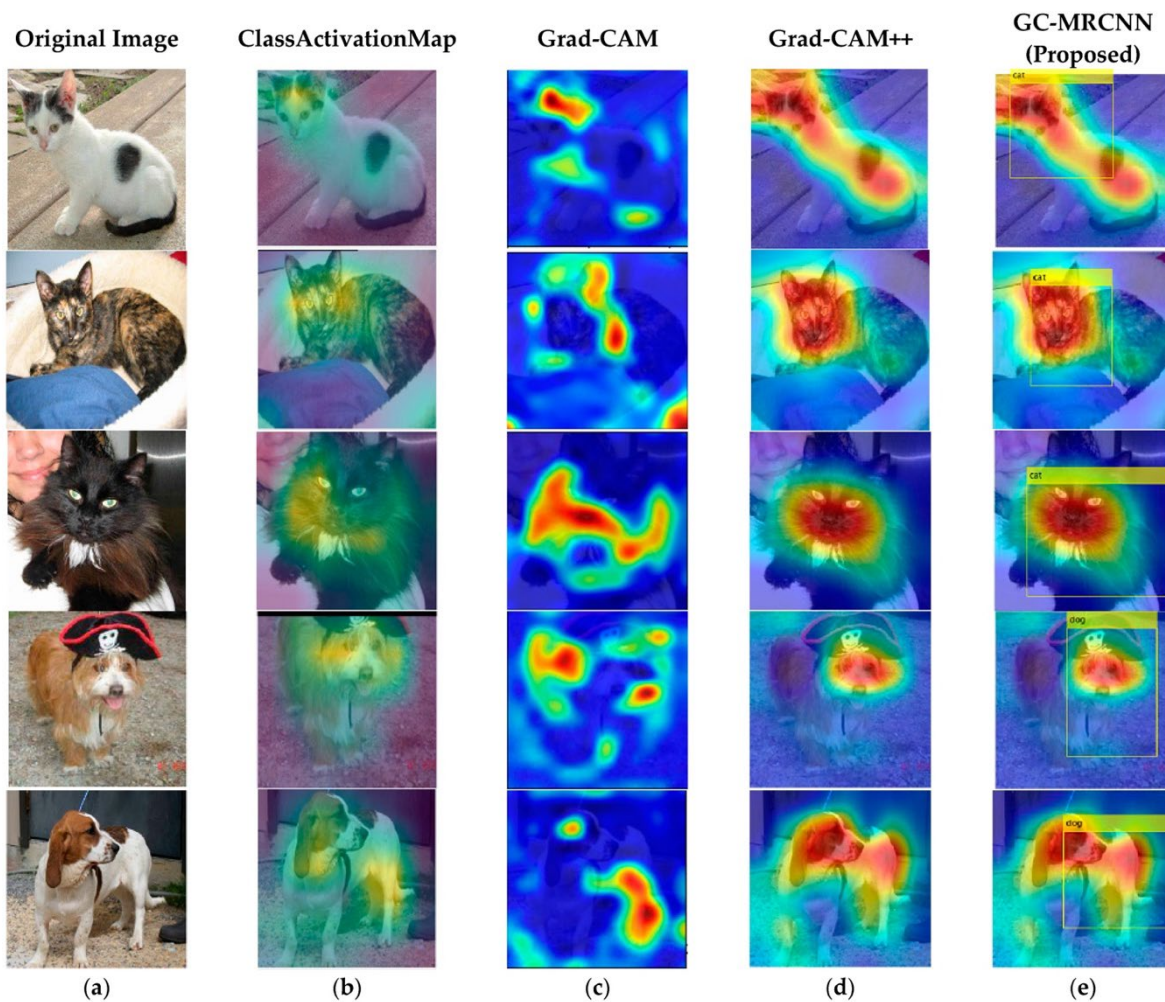 Original Image
ClassActivationMap
Grad-CAM
Grad-CAM++
GC-MRCNN
(Proposed)
cat
cat
cat
dog
dog
(a)
(b)
(c)
(d)
(e)